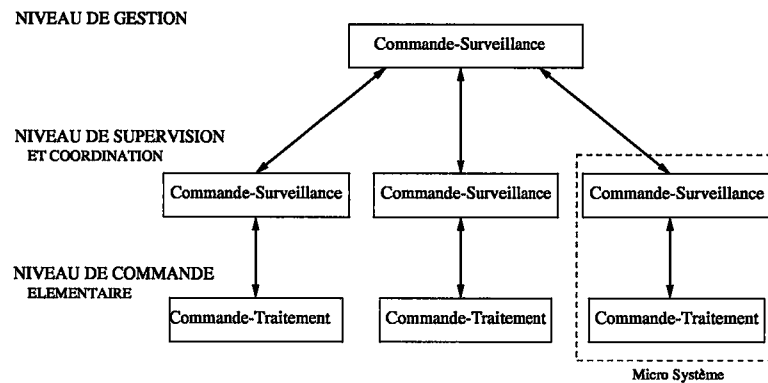 NIVEAU DE GESTION
Commande-Surveillance
NIVEAU DE SUPERVISION
ET COORDINATION
Commande-Surveillance
Commande-Surveillance
Commande-Surveillance
NIVEAU DE COMMANDE
ELEMENTAIRE
Commande-Traitement
Commande-Traitement
Commande-Traitement
Micro Système